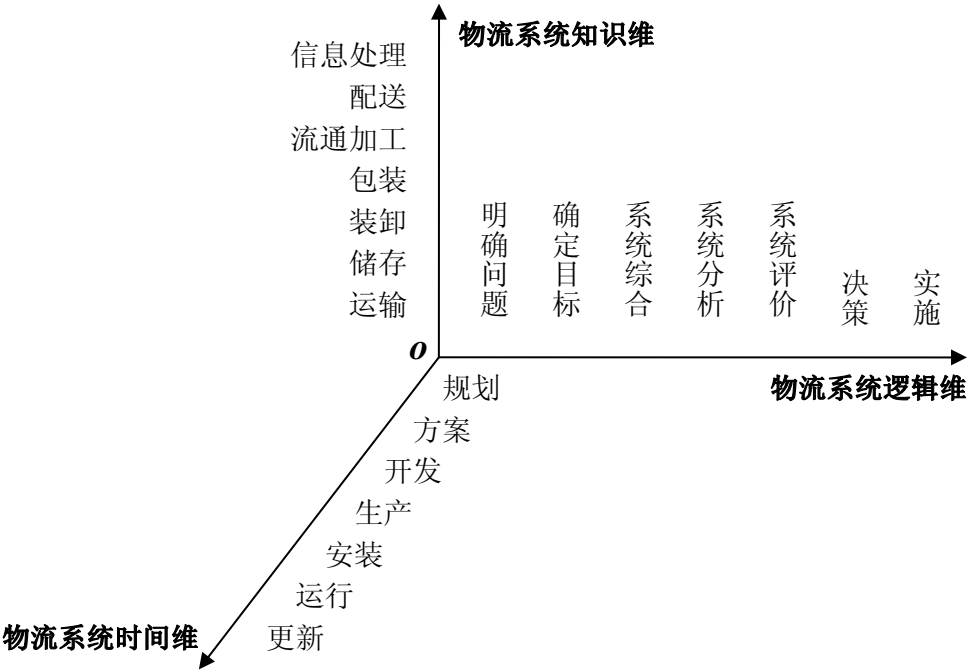 物流系统知识维
信息处理
配送
流通加工
包装
装卸
储存
运输
明确问题
确定目标
系统综合
系统分析
系统评价
决策
实施
o
物流系统逻辑维
规划
方案
开发
生产
安装
运行
更新
物流系统时间维